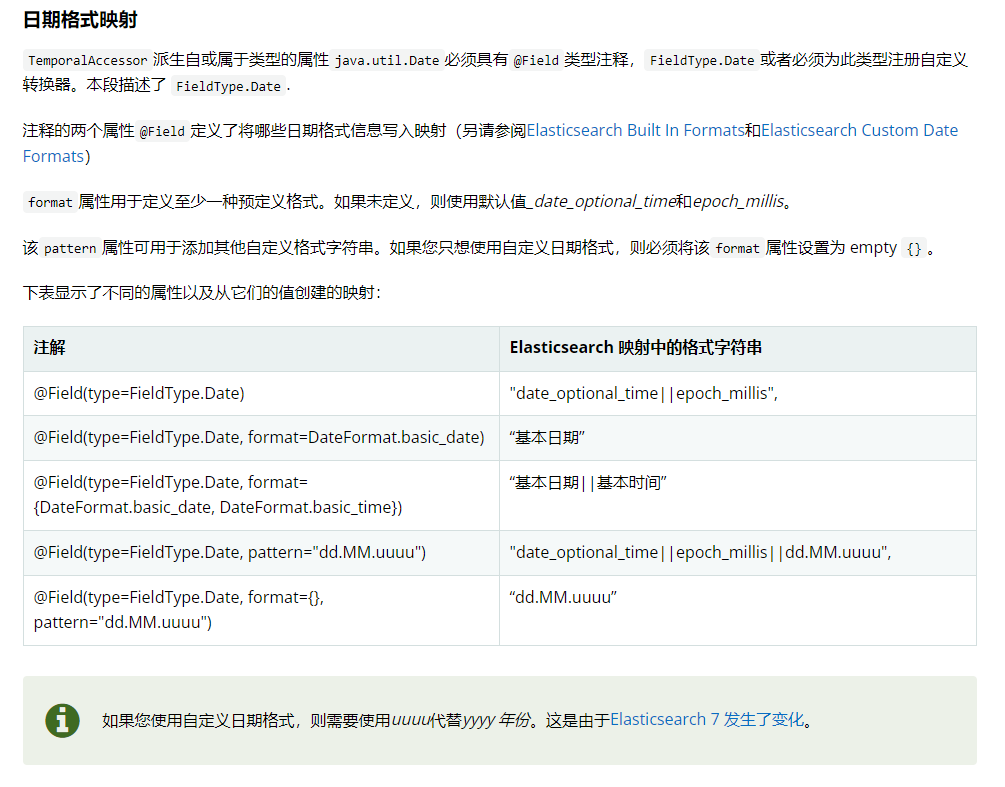 日期格式映射
TemporalAccessor 派生自或属于类型的属性 java.util.Date 必须具有 @Field 类型注释， FieldType.Date 或者必须为此类型注册自定义
转换器。本段描述了 FieldType.Date .
注释的两个属性 @Field 定义了将哪些日期格式信息写入映射（另请参阅Elasticsearch Built In Formats和Elasticsearch Custom Date
Formats）
format 属性用于定义至少一种预定义格式。如果未定义，则使用默认值_date_optional_time和epoch_millis。
该 pattern 属性可用于添加其他自定义格式字符串。如果您只想使用自定义日期格式，则必须将该 format 属性设置为 empty {} 。
下表显示了不同的属性以及从它们的值创建的映射：
注解 Elasticsearch 映射中的格式字符串
@Field(type=FieldType.Date) "date_optional_time||epoch_millis",
@Field(type=FieldType.Date, format=DateFormat.basic_date) “基本日期”
@Field(type=FieldType.Date, format= “基本日期||基本时间”
{DateFormat.basic_date, DateFormat.basic_time})
@Field(type=FieldType.Date, pattern="dd.MM.uuuu") "date_optional_time||epoch_millis||dd.MM.uuuu",
@Field(type=FieldType.Date, format={}, “dd.MM.uuuu”
pattern="dd.MM.uuuu")
如果您使用自定义日期格式，则需要使用uuuu代替yyyy 年份。这是由于Elasticsearch 7 发生了变化。